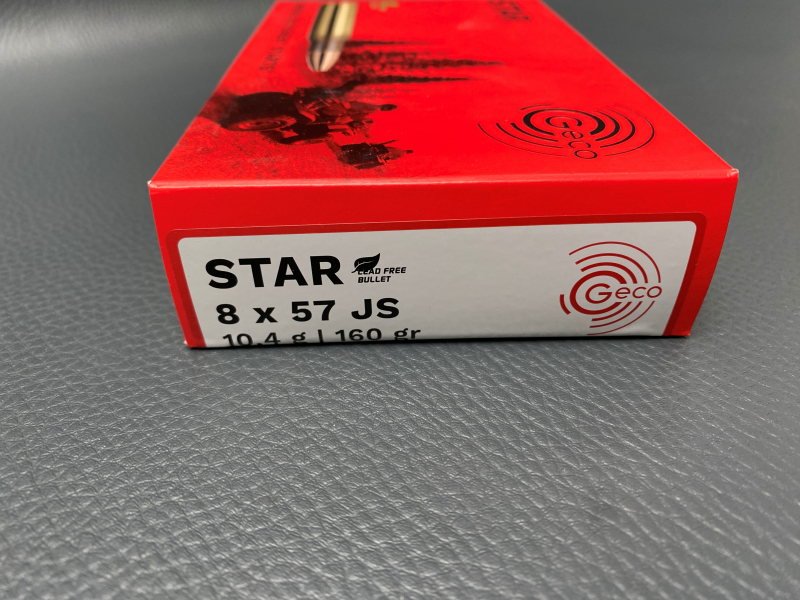 Geco
STAR
LEAD FREE
BULLET
8 x 57 JS
10,4 g | 160 gr
Geco